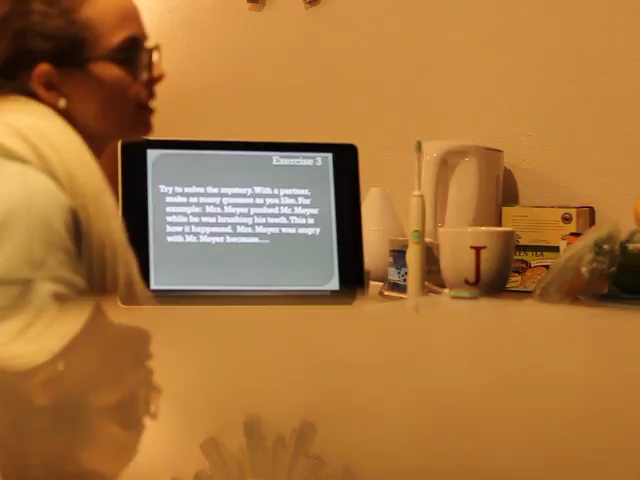 Exercise 3
Try to solve the mystery. With a partner,
make as many guesses as you like. For
example: Mrs. Meyer pushed Mr. Meyer
while he was brushing his teeth. This is
how it happened. Mrs. Meyer was angry
with Mr. Meyer because....
J
TEA